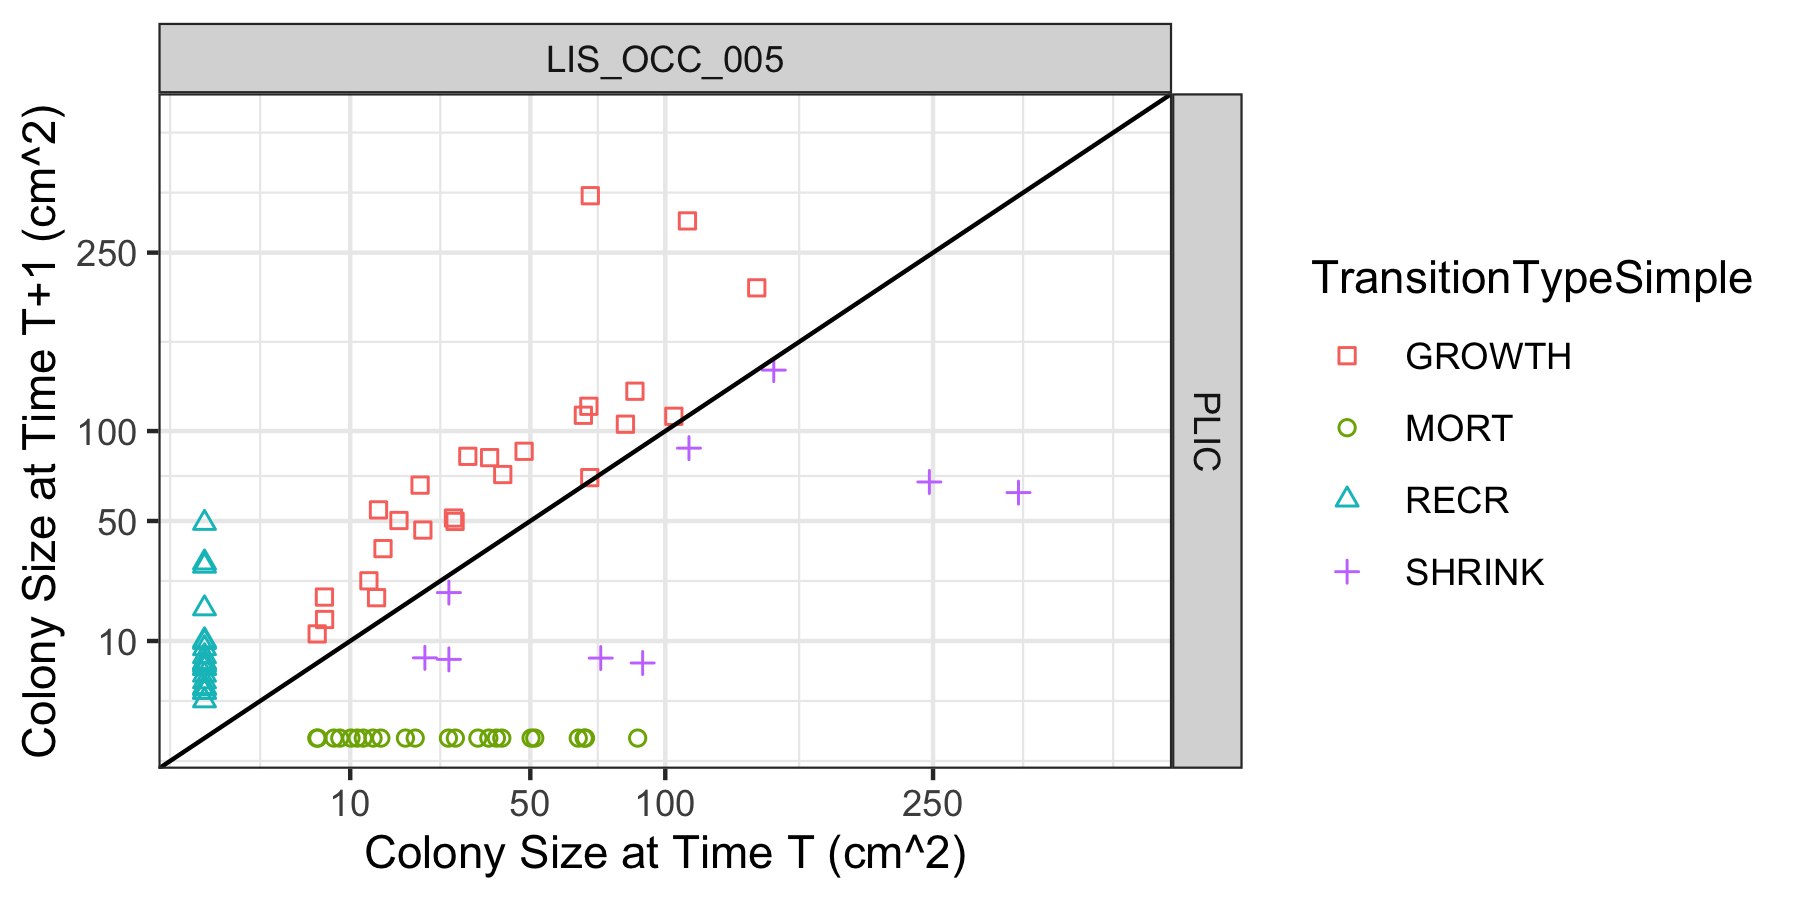 LIS_OCC_005
PLIC
Colony Size at Time T+1 (cm^2)
250
100
50
10
10 50 100 250
Colony Size at Time T (cm^2)
TransitionTypeSimple
GROWTH
MORT
RECR
SHRINK